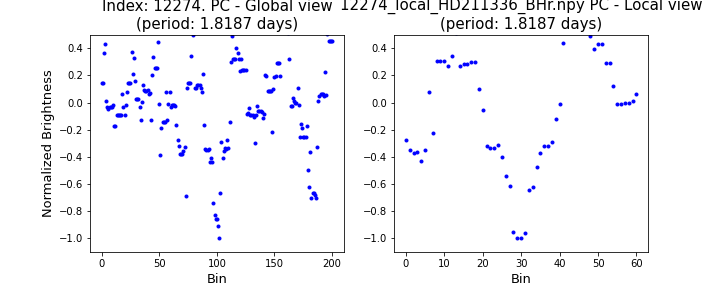 Index: 12274. PC - Global view
(period: 1.8187 days)
12274_local_HD211336_BHr.npy PC - Local view
(period: 1.8187 days)
Normalized Brightness
0.4
0.2
0.0
−0.2
−0.4
−0.6
−0.8
−1.0
0 50 100 150 200
Bin
0.4
0.2
0.0
−0.2
−0.4
−0.6
−0.8
−1.0
0 10 20 30 40 50 60
Bin